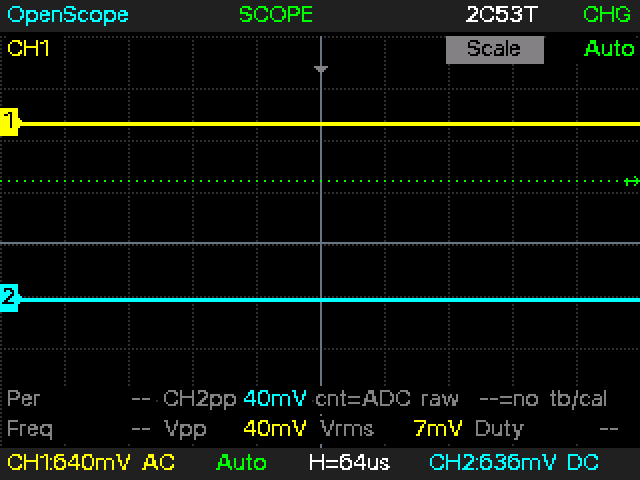 OpenScope SCOPE 2C53T CHG
CH1 Scale Auto
1
2
Per -- CH2pp 40mV cnt=ADC raw --=no tb/cal
Freq -- Vpp 40mV Vrms 7mV Duty --
CH1:640mV AC Auto H=64us CH2:636mV DC